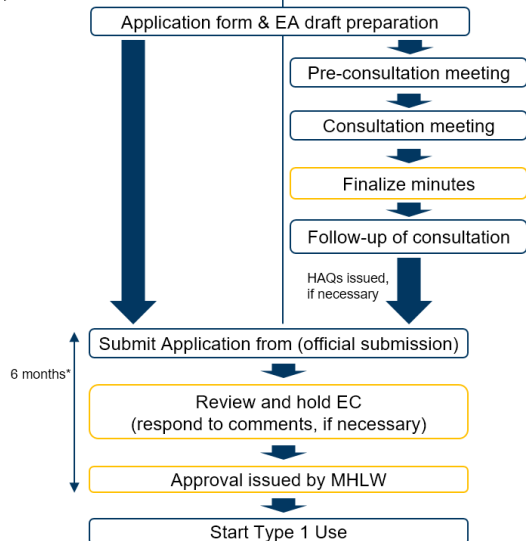 Application form & EA draft preparation
Pre-consultation meeting
Consultation meeting
Finalize minutes
Follow-up of consultation
HAQs issued,
if necessary
Submit Application from (official submission)
6 months*
Review and hold EC
(respond to comments, if necessary)
Approval issued by MHLW
Start Type 1 Use